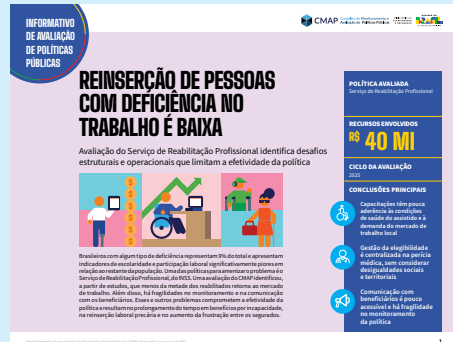 INFORMATIVO
DE AVALIAÇÃO
DE POLÍTICAS
PÚBLICAS
CMAP Conselho de Monitoramento e
Avaliação de Políticas Públicas
REINSERÇÃO DE PESSOAS
COM DEFICIÊNCIA NO
TRABALHO É BAIXA
Avaliação do Serviço de Reabilitação Profissional identifica desafios
estruturais e operacionais que limitam a efetividade da política
Brasileiros com algum tipo de deficiência representam 9% do total e apresentam
indicadores de escolaridade e participação laboral significativamente piores em
relação ao restante da população. Uma das políticas para amenizar o problema é o
Serviço de Reabilitação Profissional, do INSS. Uma avaliação do CMAP identificou,
a partir de estudos, que menos da metade dos reabilitados retorna ao mercado
de trabalho. Além disso, há fragilidades no monitoramento e na comunicação
com os beneficiários. Esses e outros problemas comprometem a efetividade da
política e resultam no prolongamento do tempo em benefícios por incapacidade,
na reinserção laboral precária e no aumento da frustração entre os segurados.
POLÍTICA AVALIADA
Serviço de Reabilitação Profissional
RECURSOS ENVOLVIDOS
R$ 40 MI
CICLO DA AVALIAÇÃO
2025
CONCLUSÕES PRINCIPAIS
Capacitações têm pouca
aderência às condições
de saúde do assistido e à
demanda do mercado de
trabalho local
Gestão da elegibilidade
é centralizada na perícia
médica, sem considerar
desigualdades sociais
e territoriais
Comunicação com
beneficiários é pouco
acessível e há fragilidade
no monitoramento
da política
1